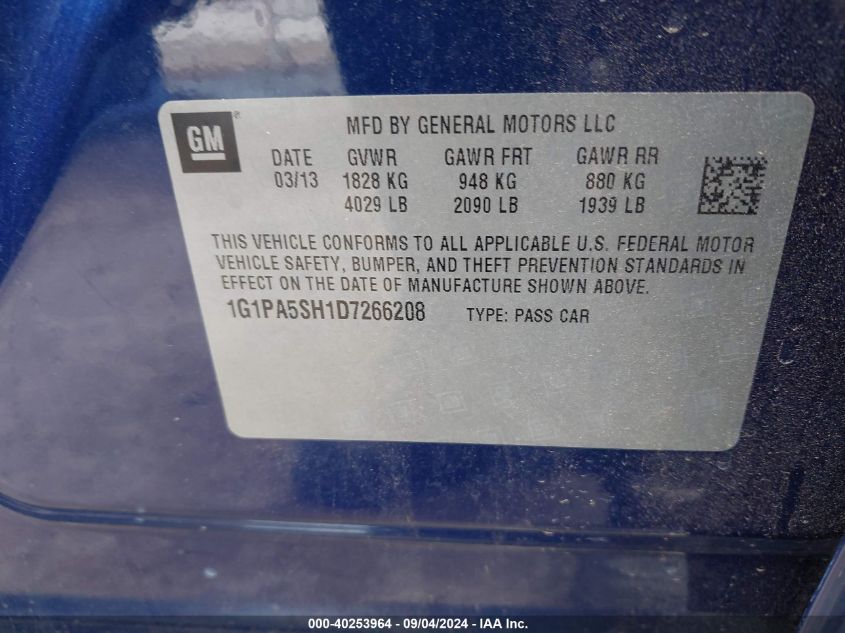 GM®
MFD BY GENERAL MOTORS LLC
DATE GVWR GAWR FRT GAWR RR
03/13 1828 KG 948 KG 880 KG
4029 LB 2090 LB 1939 LB
THIS VEHICLE CONFORMS TO ALL APPLICABLE U.S. FEDERAL MOTOR
VEHICLE SAFETY, BUMPER, AND THEFT PREVENTION STANDARDS IN
EFFECT ON THE DATE OF MANUFACTURE SHOWN ABOVE.
1G1PA5SH1D7266208 TYPE: PASS CAR
000-40253964 - 09/04/2024 - IAA Inc.